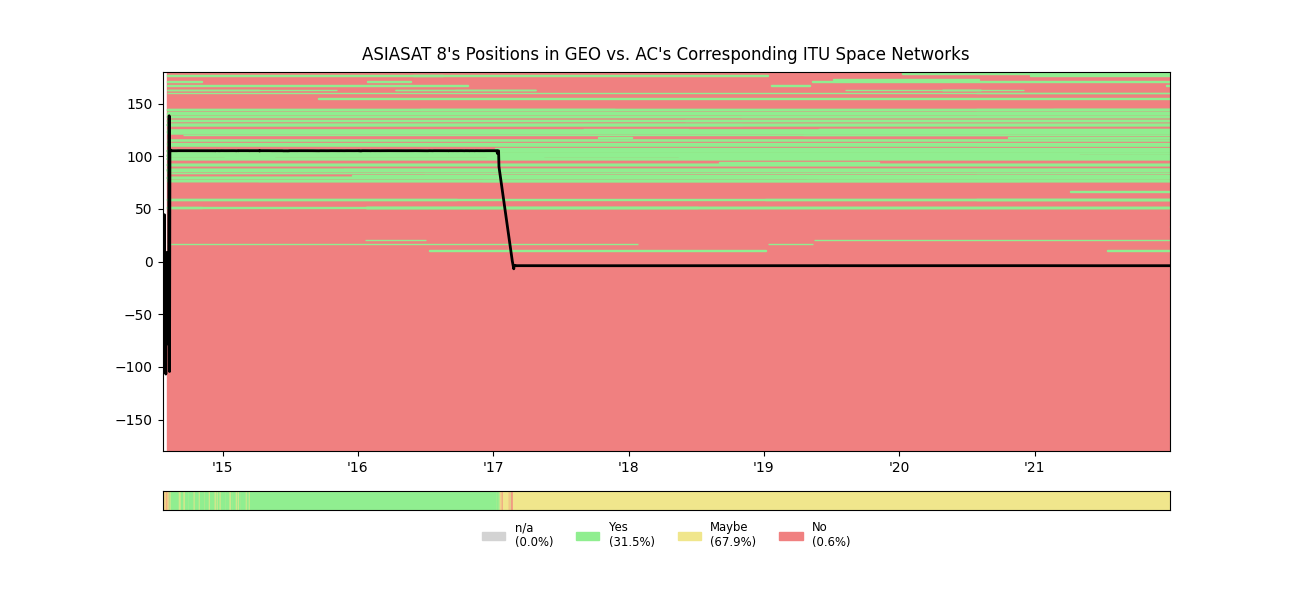 ASIASAT 8's Positions in GEO vs. AC's Corresponding ITU Space Networks
150
100
50
0
−50
−100
−150
'15 '16 '17 '18 '19 '20 '21
n/a Yes Maybe No
(0.0%) (31.5%) (67.9%) (0.6%)